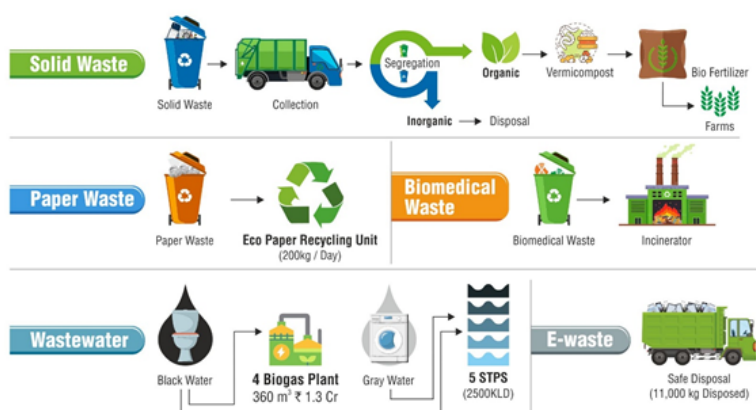 Solid Waste
Solid Waste
Collection
Segregation
Organic
Vermicompost
Bio Fertilizer
Farms
Inorganic
Disposal
Paper Waste
Paper Waste
Eco Paper Recycling Unit
(200kg / Day)
Biomedical
Waste
Biomedical Waste
Incinerator
Wastewater
Black Water
4 Biogas Plant
360 m³ ₹ 1.3 Cr
Gray Water
5 STPS
(2500KLD)
E-waste
Safe Disposal
(11,000 kg Disposed)